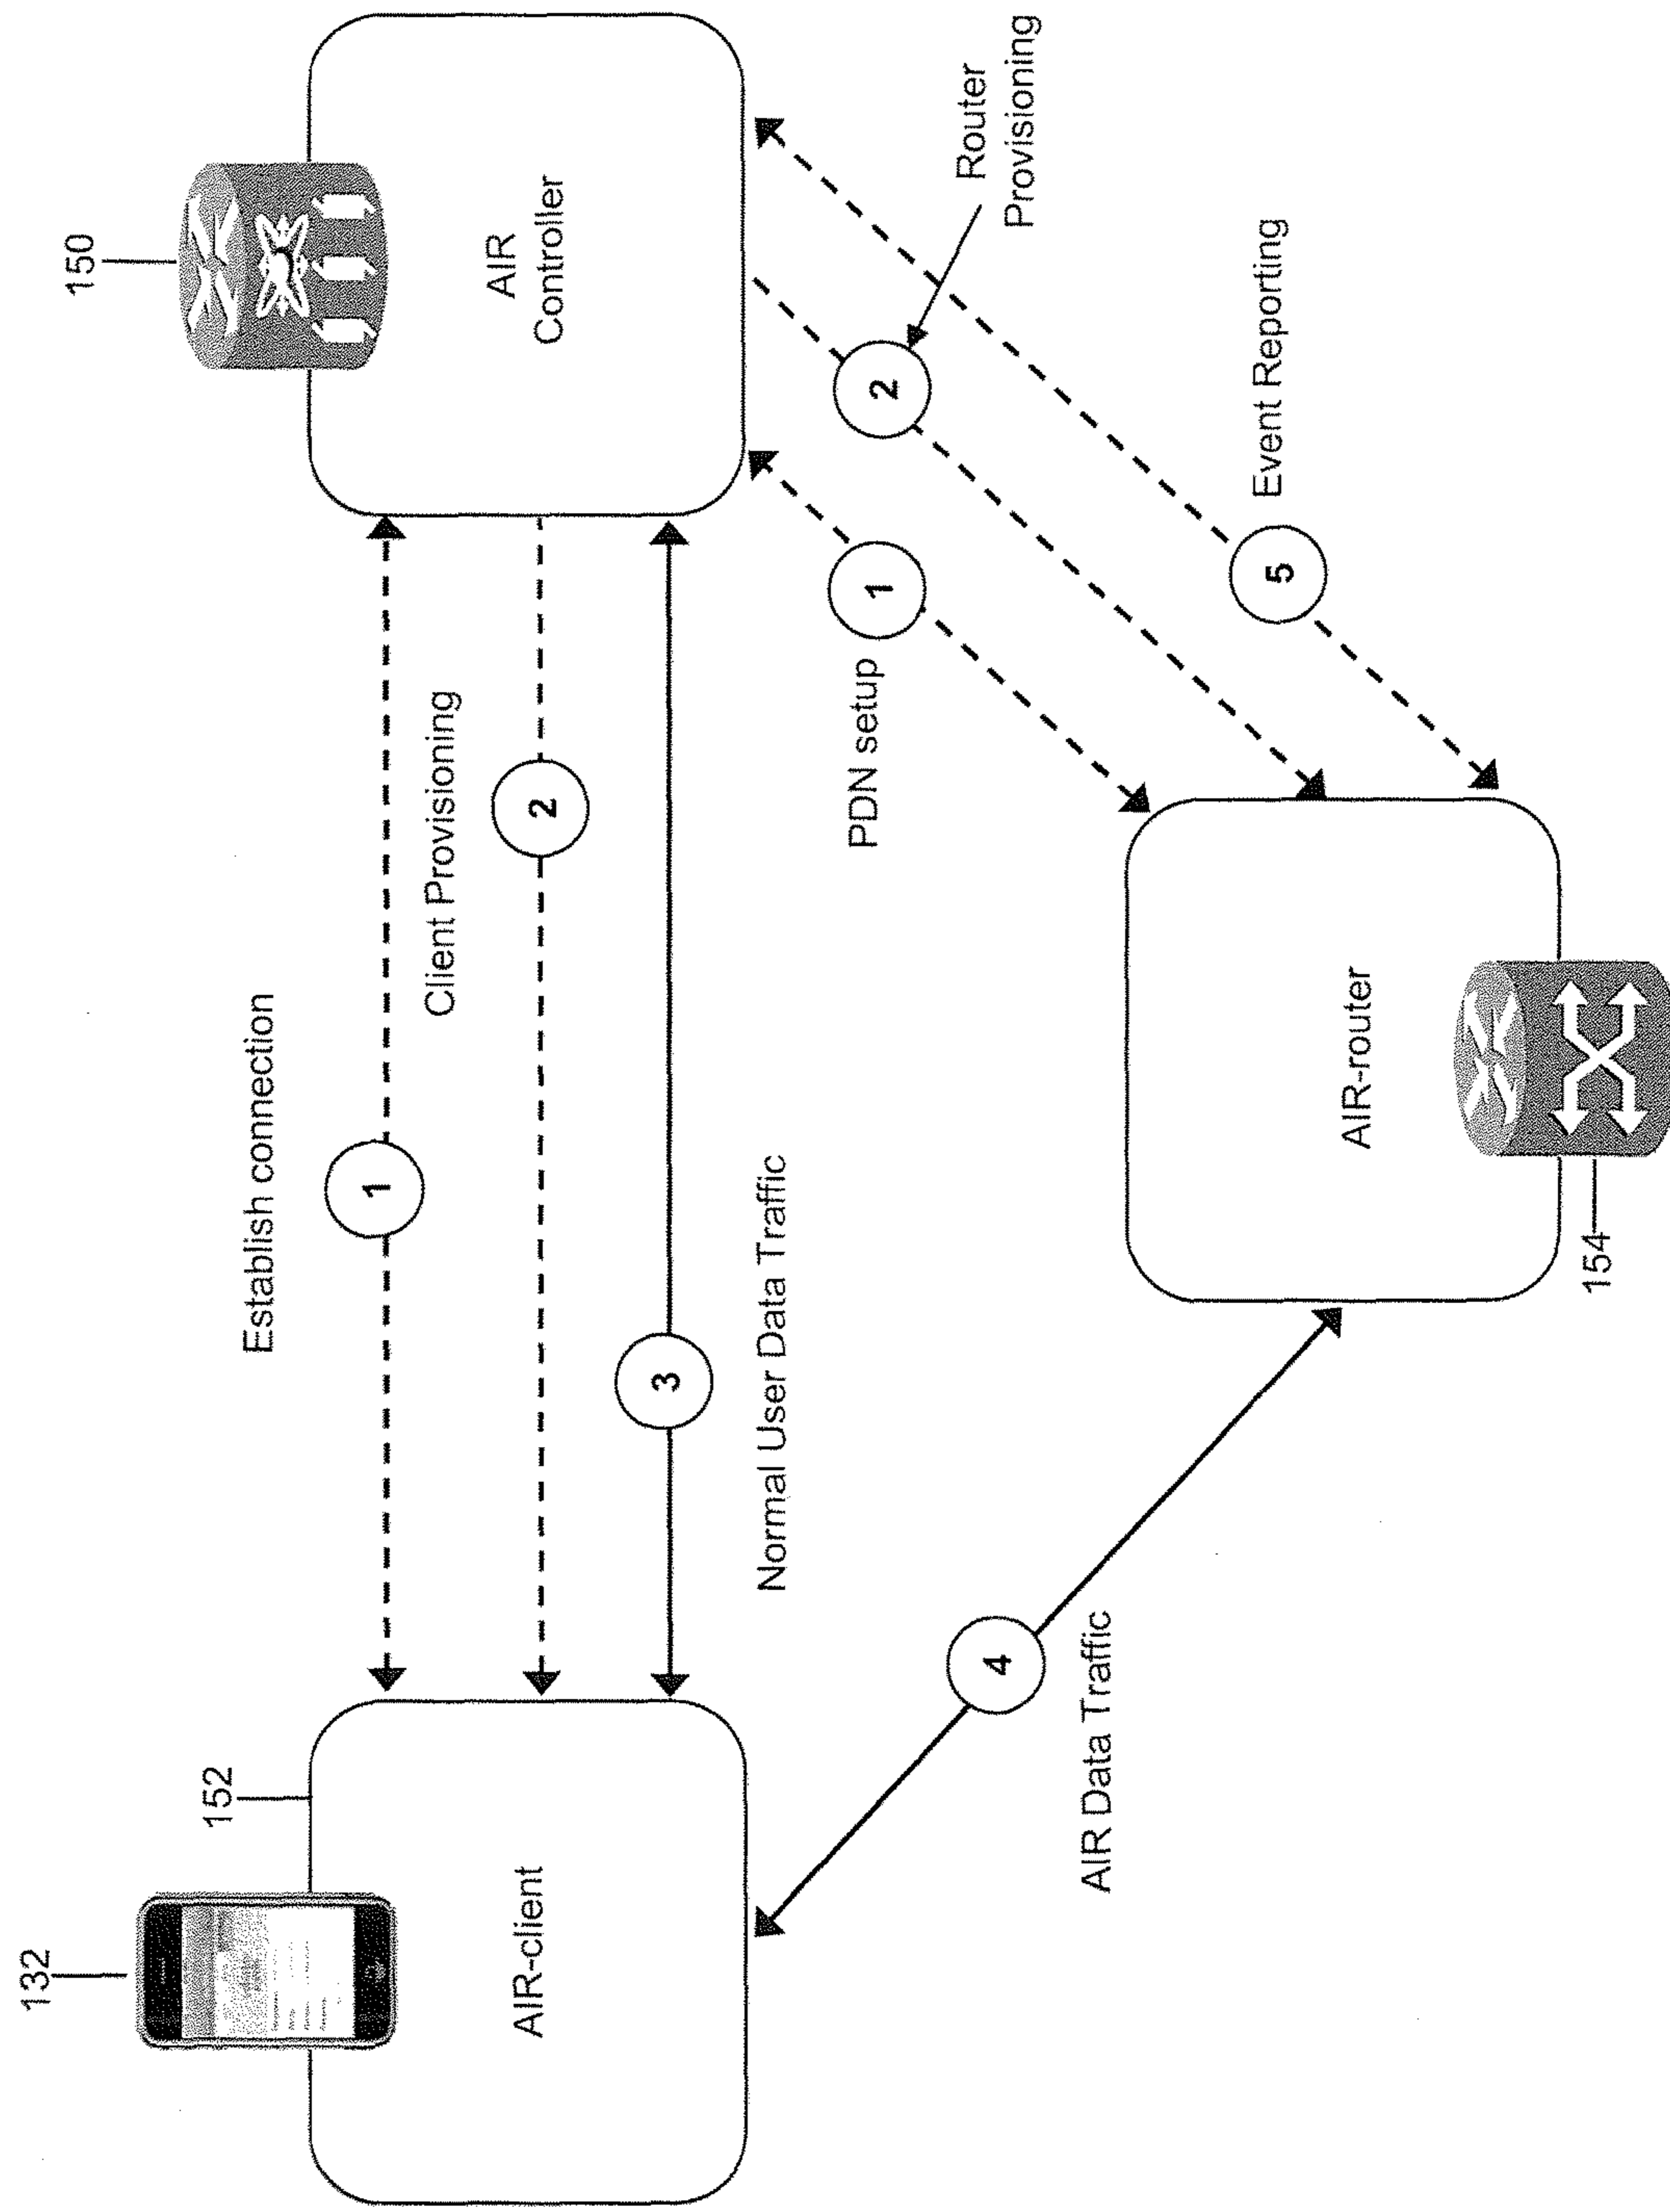 132
152
AIR-client
Establish connection
1
Client Provisioning
2
3
Normal User Data Traffic
150
AIR
Controller
4
AIR Data Traffic
PDN setup
1
2
Router
Provisioning
5
Event Reporting
AIR-router
154